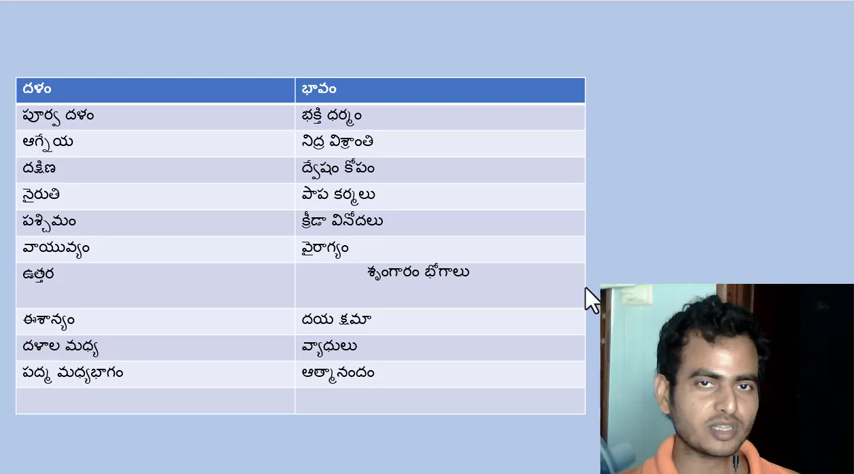 దళం భావం
పూర్వ దళం భక్తి ధర్మం
ఆగ్నేయ నిద్ర విశ్రాంతి
దక్షిణ ద్వేషం కోపం
నైరుతి పాప కర్మలు
పశ్చిమం క్రీడా వినోదలు
వాయువ్యం వైరాగ్యం
ఉత్తర శృంగారం భోగాలు
ఈశాన్యం దయ క్షమా
దళాల మధ్య వ్యాధులు
పద్మ మధ్యభాగం ఆత్మానందం